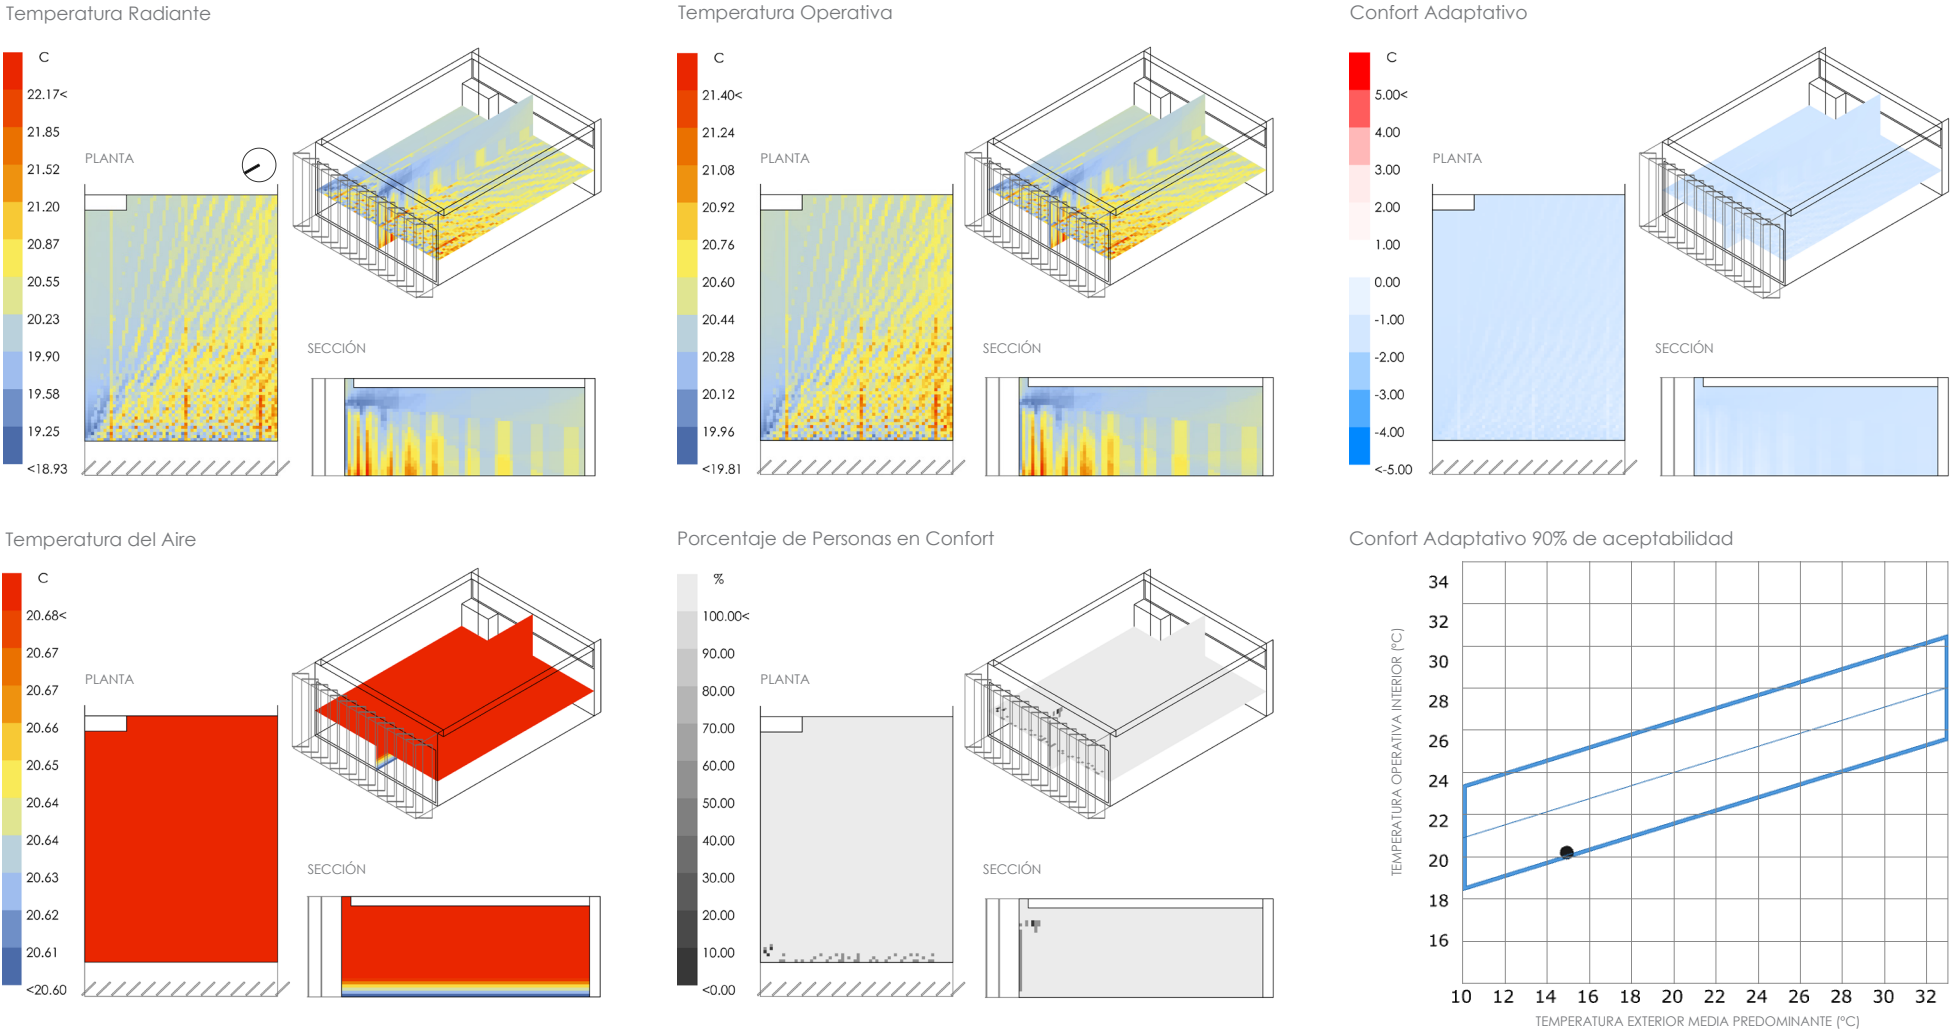 Temperatura Radiante
C
22.17<
21.85
21.52
21.20
20.87
20.55
20.23
19.90
19.58
19.25
<18.93
PLANTA
SECCIÓN
Temperatura Operativa
C
21.40<
21.24
21.08
20.92
20.76
20.60
20.44
20.28
20.12
19.96
<19.81
PLANTA
SECCIÓN
Confort Adaptativo
C
5.00<
4.00
3.00
2.00
1.00
0.00
-1.00
-2.00
-3.00
-4.00
<-5.00
PLANTA
SECCIÓN
Temperatura del Aire
C
20.68<
20.67
20.67
20.66
20.65
20.64
20.64
20.63
20.62
20.61
<20.60
PLANTA
SECCIÓN
Porcentaje de Personas en Confort
%
100.00<
90.00
80.00
70.00
60.00
50.00
40.00
30.00
20.00
10.00
<0.00
PLANTA
SECCIÓN
Confort Adaptativo 90% de aceptabilidad
TEMPERATURA OPERATIVA INTERIOR (°C)
34
32
30
28
26
24
22
20
18
16
10 12 14 16 18 20 22 24 26 28 30 32
TEMPERATURA EXTERIOR MEDIA PREDOMINANTE (°C)